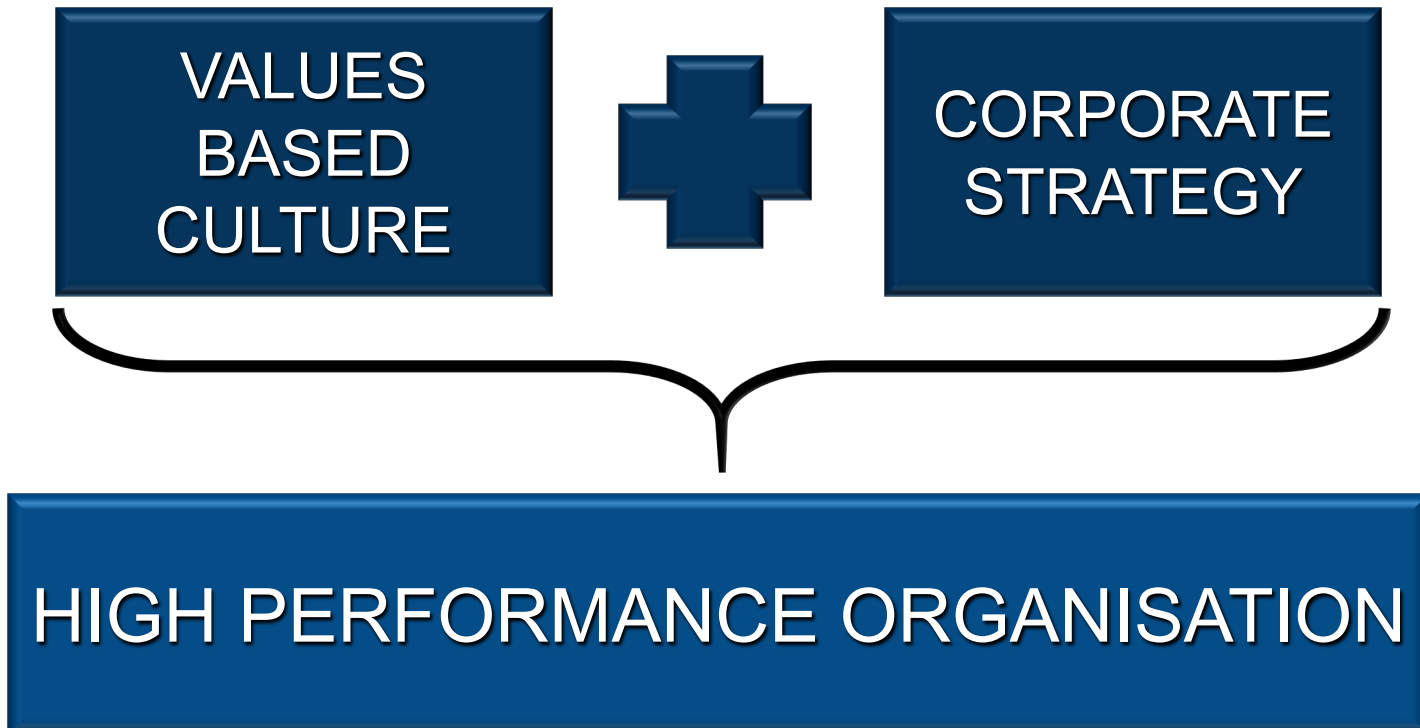 VALUES
BASED
CULTURE
CORPORATE
STRATEGY
HIGH PERFORMANCE ORGANISATION